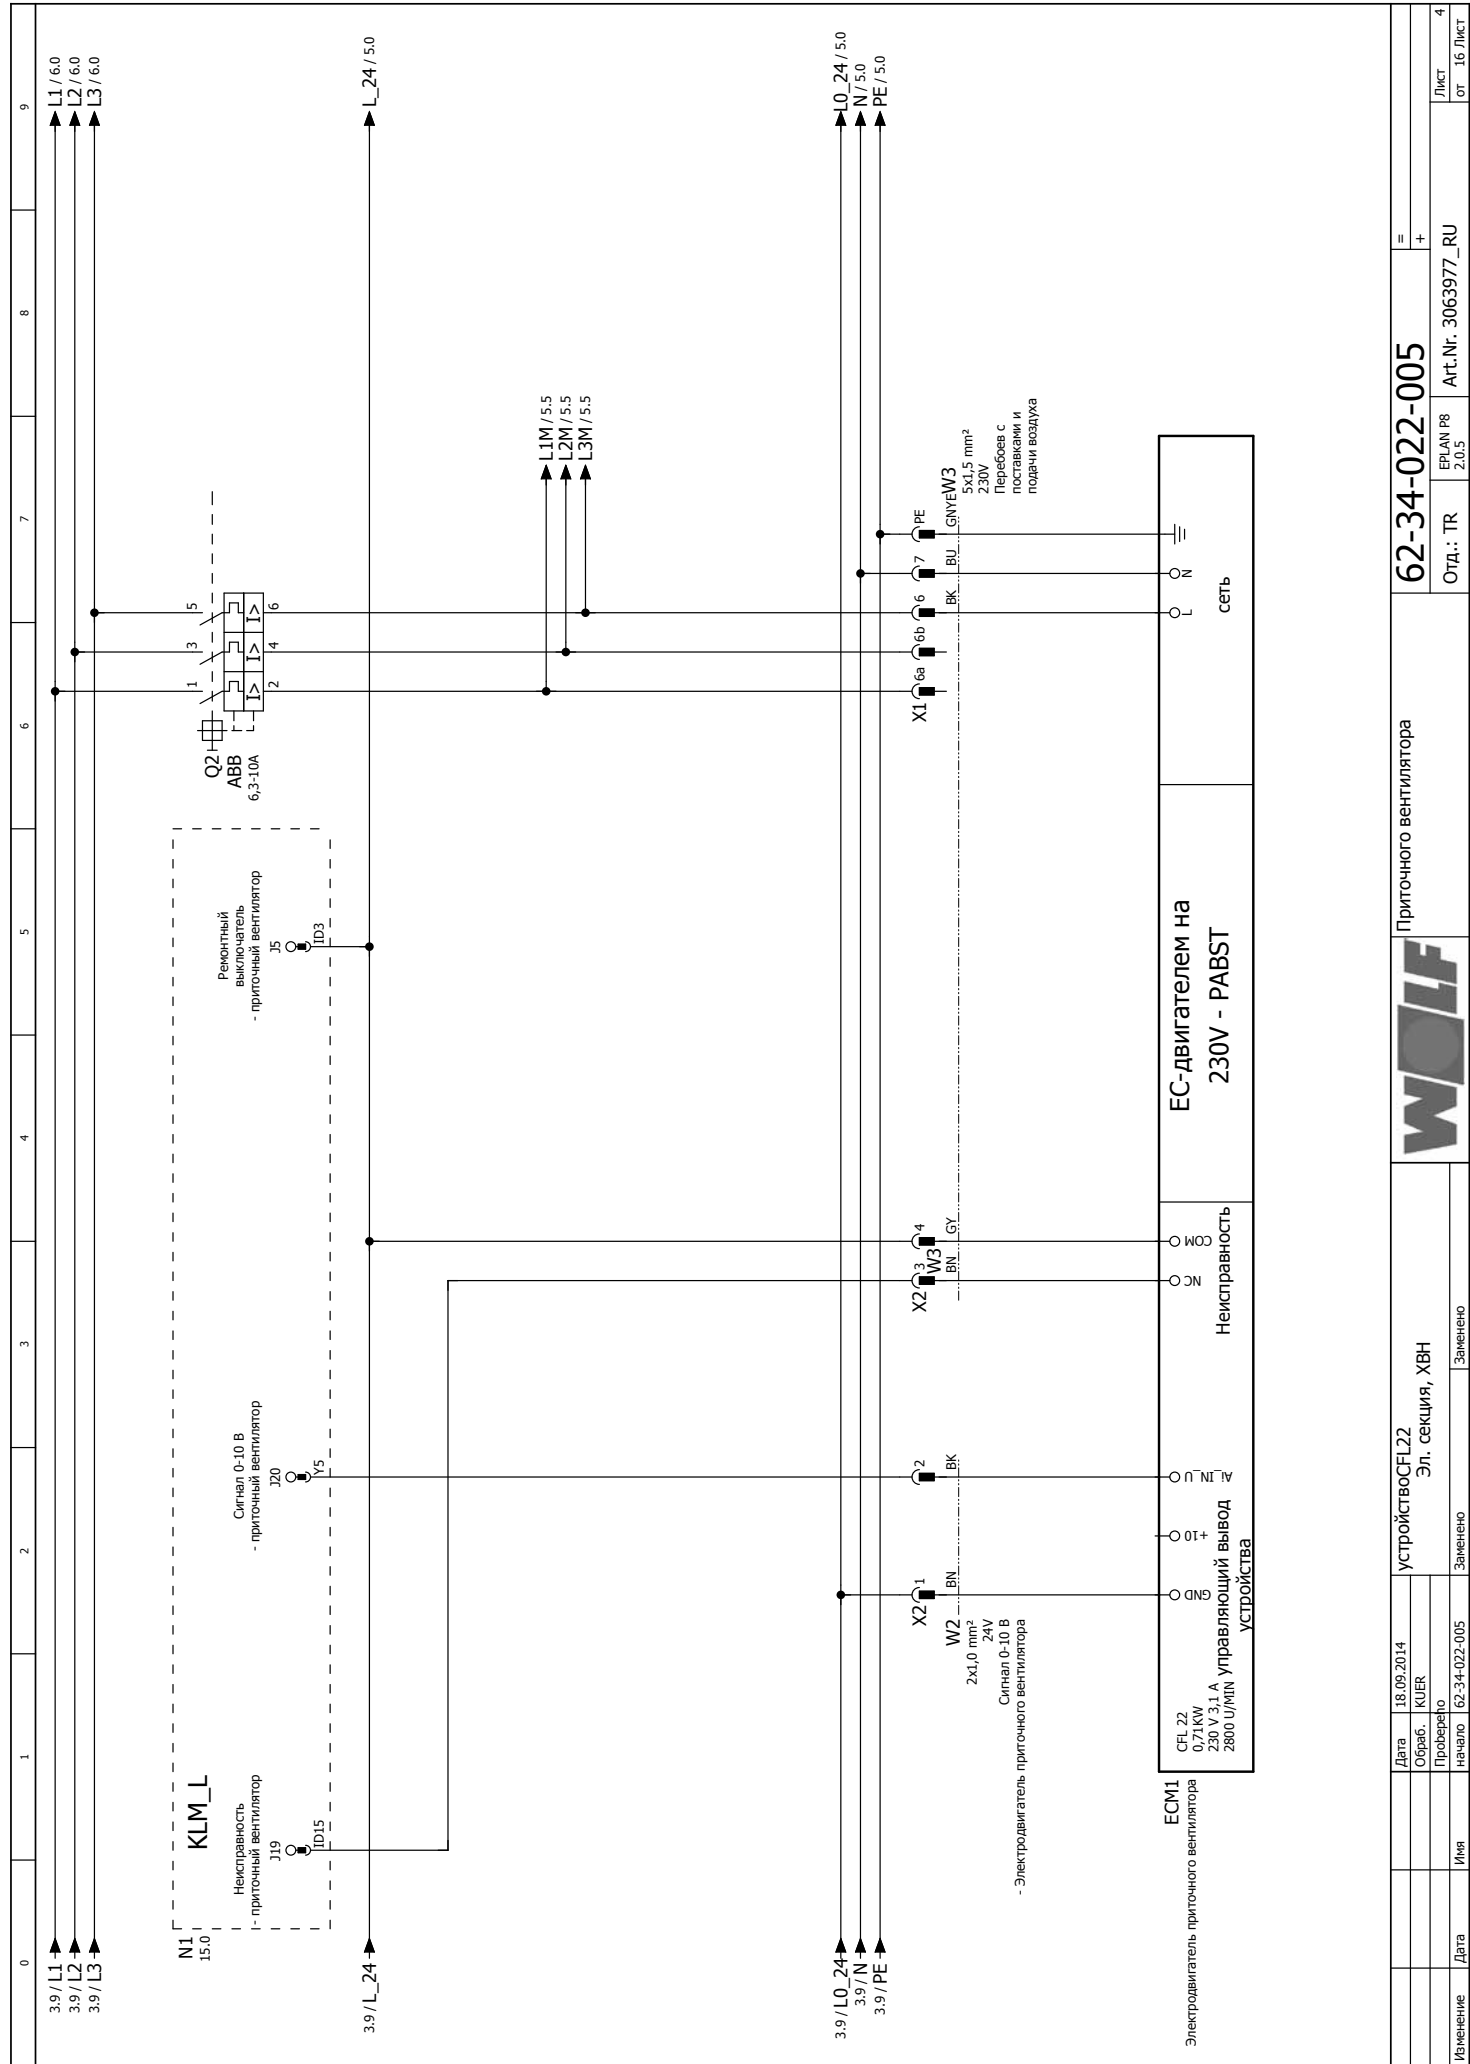 0 1 2 3 4 5 6 7 8 9
3.9 / L1
3.9 / L2
3.9 / L3
L1 / 6.0
L2 / 6.0
L3 / 6.0
N1
15.0
KLM_L
Неисправность
- приточный вентилятор
J19
ID15
Сигнал 0-10 В
- приточный вентилятор
J20
Y5
Ремонтный
выключатель
- приточный вентилятор
J5
ID3
Q2
ABB
6,3-10A
1 3 5
I> I> I>
2 4 6
3.9 / L_24
L_24 / 5.0
L1M / 5.5
L2M / 5.5
L3M / 5.5
3.9 / L0_24
3.9 / N
3.9 / PE
L0_24 / 5.0
N / 5.0
PE / 5.0
X2 1
2
X2 3
4
X1 6a
6b
6
7
PE
W2
BN
BK
2x1,0 mm²
24V
Сигнал 0-10 В
- Электродвигатель приточного вентилятора
W3
BN
GY
BK
BU
GNYE
W3
5x1,5 mm²
230V
Перебоев с
поставками и
подачи воздуха
ECM1
Электродвигатель приточного вентилятора
CFL 22
0,71KW
230 V 3,1 A
2800 U/MIN
GND
+10
Ai_IN_U
управляющий вывод
устройства
NC
COM
Неисправность
ЕС-двигателем на
230V - PABST
L
N
сеть
Изменение
Дата
Имя
Дата 18.09.2014
Обраб. KUER
Проверено
начало 62-34-022-005
устройствоCFL22
Эл. секция, ХВН
Заменено
Заменено
WOLF
Приточного вентилятора
62-34-022-005
Отд.: TR
EPLAN P8
2.0.5
Art.Nr. 3063977_RU
=
+
Лист 4
от 16 Лист